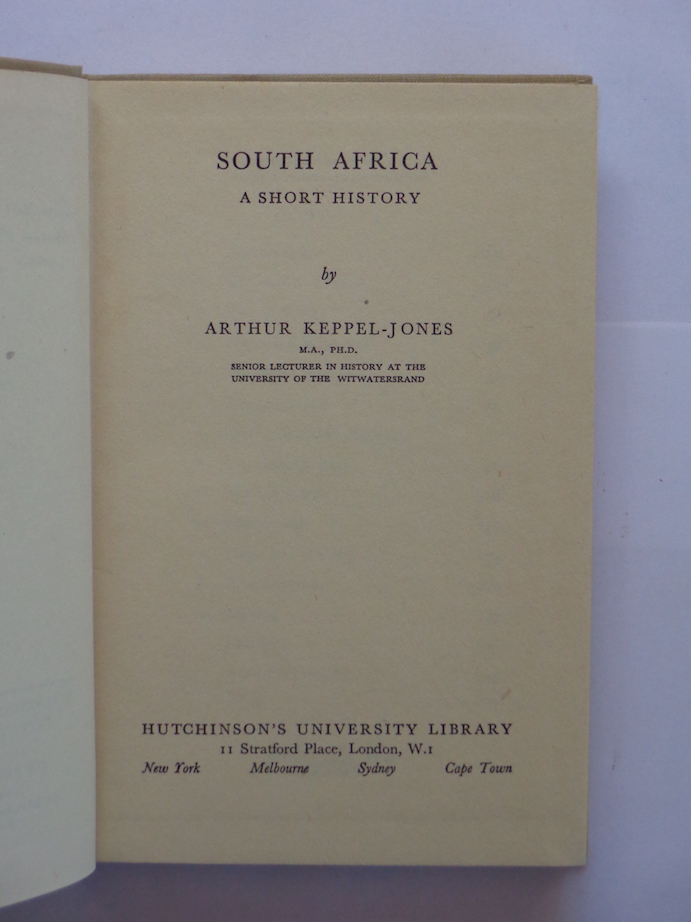 SOUTH AFRICA
A SHORT HISTORY
by
ARTHUR KEPPEL-JONES
M.A., PH.D.
SENIOR LECTURER IN HISTORY AT THE
UNIVERSITY OF THE WITWATERSRAND
HUTCHINSON'S UNIVERSITY LIBRARY
11 Stratford Place, London, W.1
New York Melbourne Sydney Cape Town